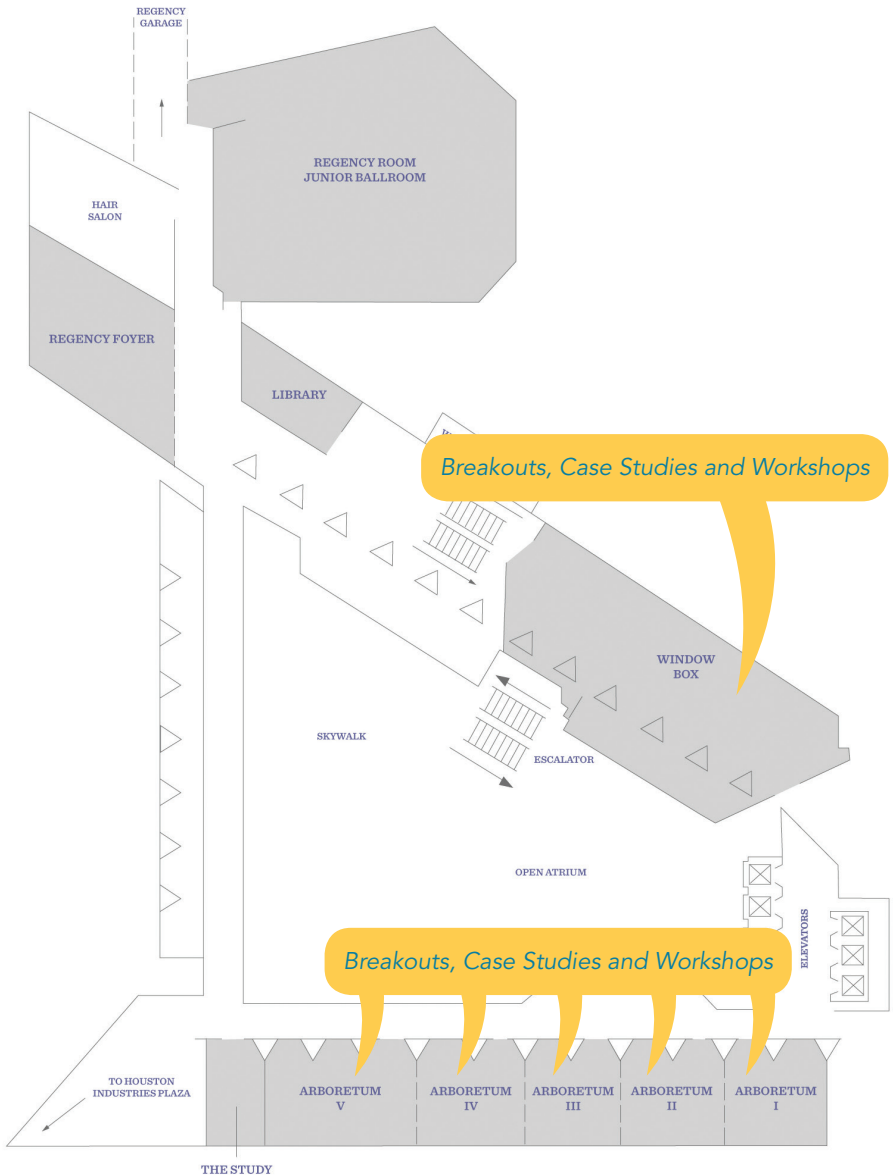 REGENCY
GARAGE
REGENCY ROOM
JUNIOR BALLROOM
HAIR
SALON
REGENCY FOYER
LIBRARY
Breakouts, Case Studies and Workshops
WINDOW
BOX
SKYWALK
ESCALATOR
OPEN ATRIUM
ELEVATORS
Breakouts, Case Studies and Workshops
TO HOUSTON
INDUSTRIES PLAZA
ARBORETUM
V
ARBORETUM
IV
ARBORETUM
III
ARBORETUM
II
ARBORETUM
I
THE STUDY